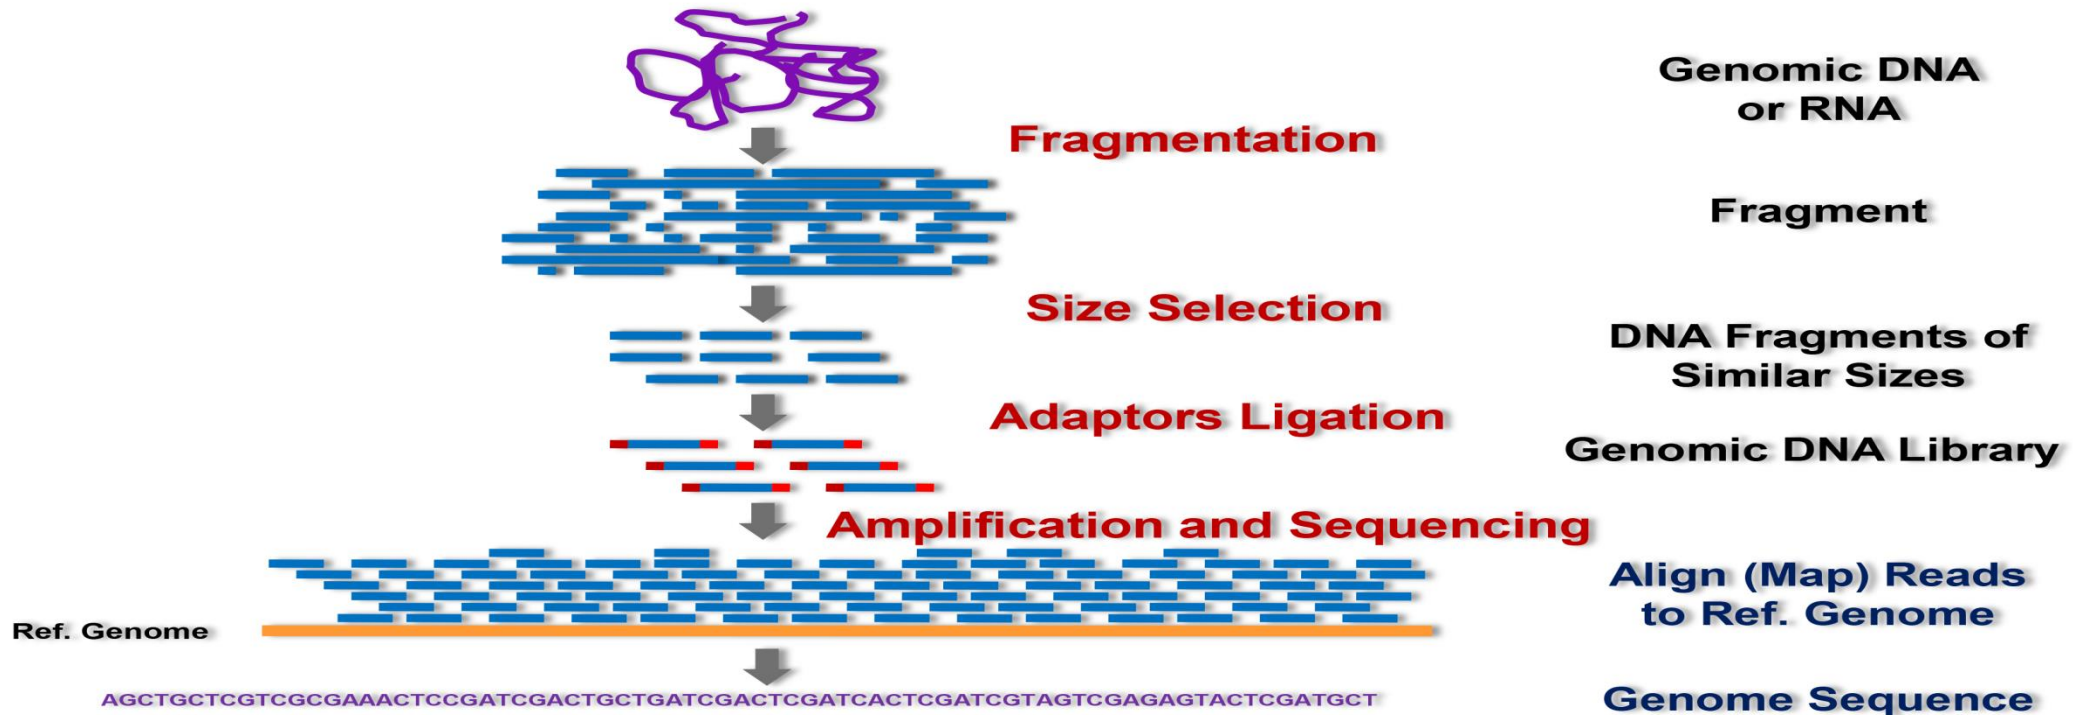 Genomic DNA
or RNA
Fragmentation
Fragment
Size Selection
DNA Fragments of
Similar Sizes
Adaptors Ligation
Genomic DNA Library
Amplification and Sequencing
Align (Map) Reads
to Ref. Genome
Ref. Genome
AGCTGCTCGTCGCGAAACTCCGATCGACTGCTGATCGACTCGATCACTCGATCGTAGTCGAGAGTACTCGATGCT
Genome Sequence